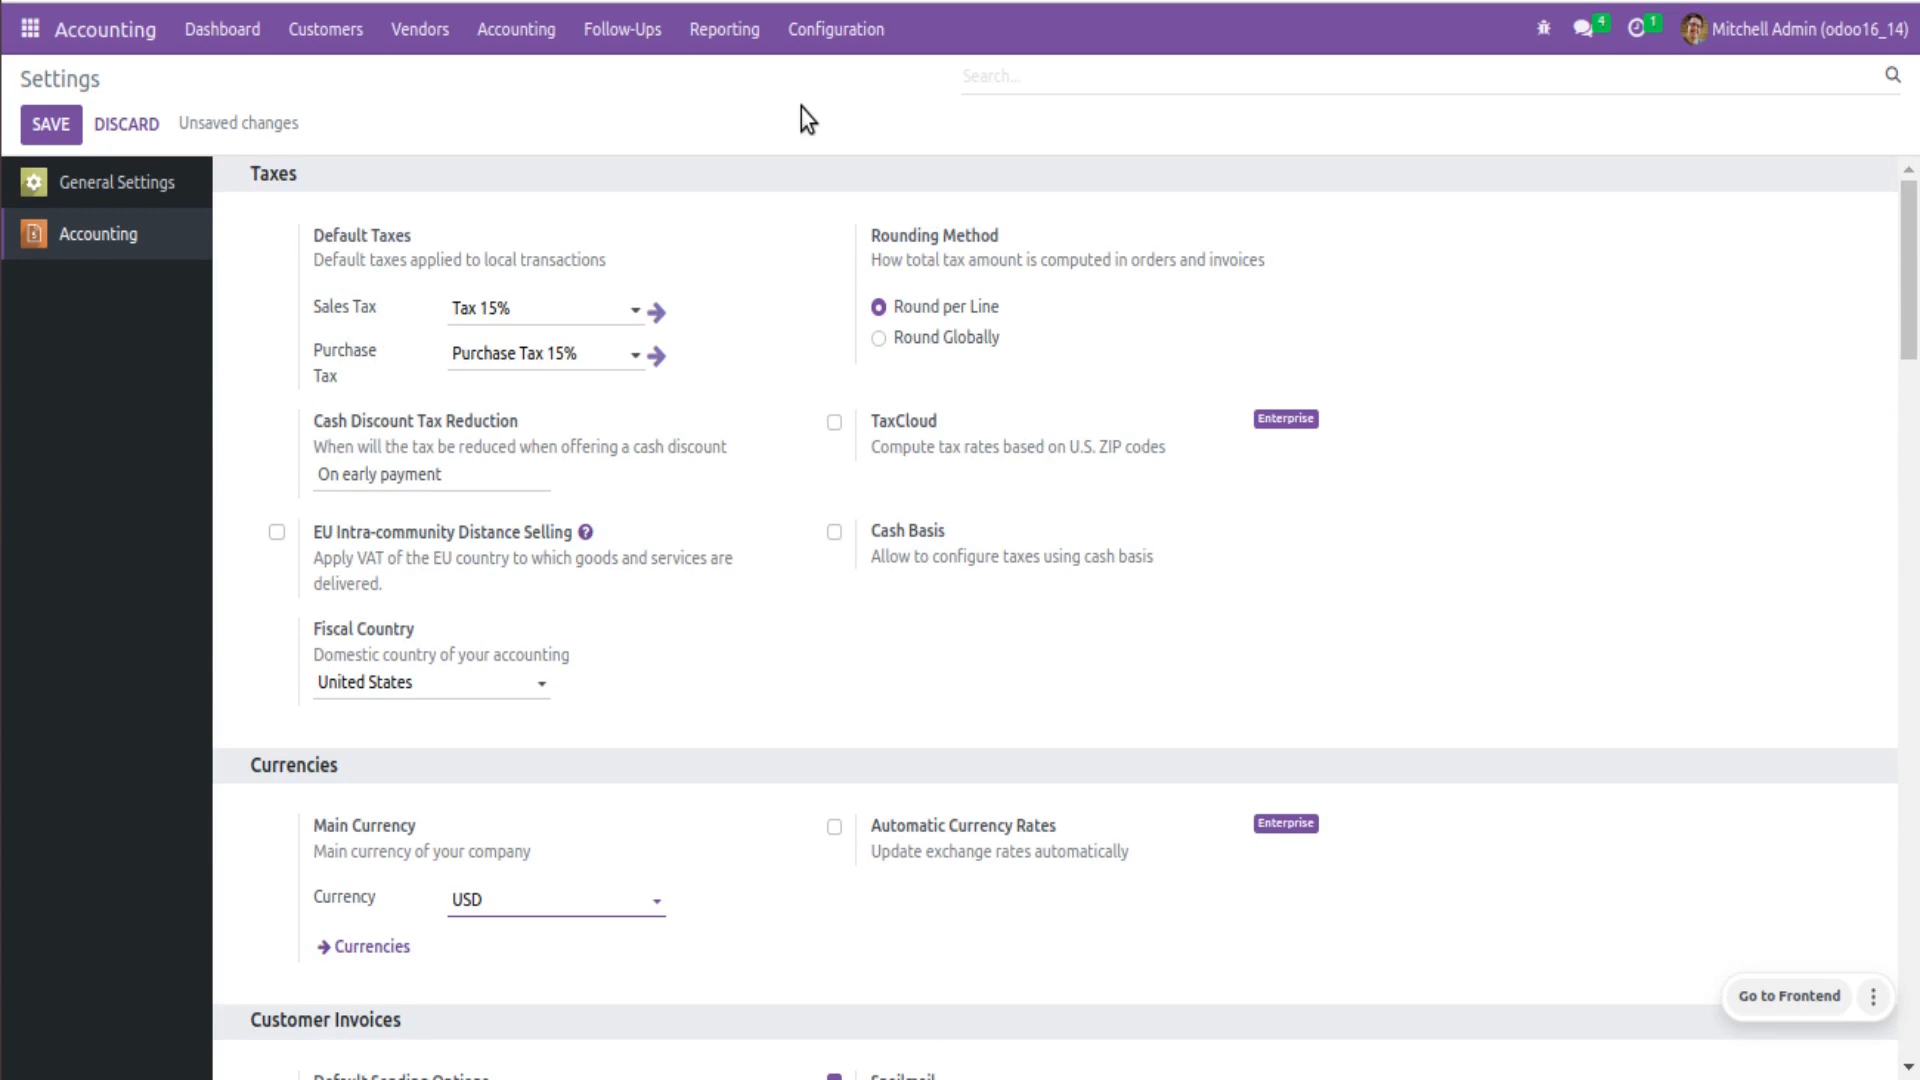 Accounting Dashboard Customers Vendors Accounting Follow-Ups Reporting Configuration 4 1 Mitchell Admin (odoo16_14)
Settings
Search...
SAVE DISCARD Unsaved changes
General Settings
Accounting
Taxes
Default Taxes
Default taxes applied to local transactions
Sales Tax Tax 15%
Purchase Tax Purchase Tax 15%
Rounding Method
How total tax amount is computed in orders and invoices
Round per Line
Round Globally
Cash Discount Tax Reduction
When will the tax be reduced when offering a cash discount
On early payment
TaxCloud Enterprise
Compute tax rates based on U.S. ZIP codes
EU Intra-community Distance Selling ?
Apply VAT of the EU country to which goods and services are
delivered.
Cash Basis
Allow to configure taxes using cash basis
Fiscal Country
Domestic country of your accounting
United States
Currencies
Main Currency
Main currency of your company
Currency USD
Currencies
Automatic Currency Rates Enterprise
Update exchange rates automatically
Go to Frontend
Customer Invoices
Default Sending Options
Snailmail